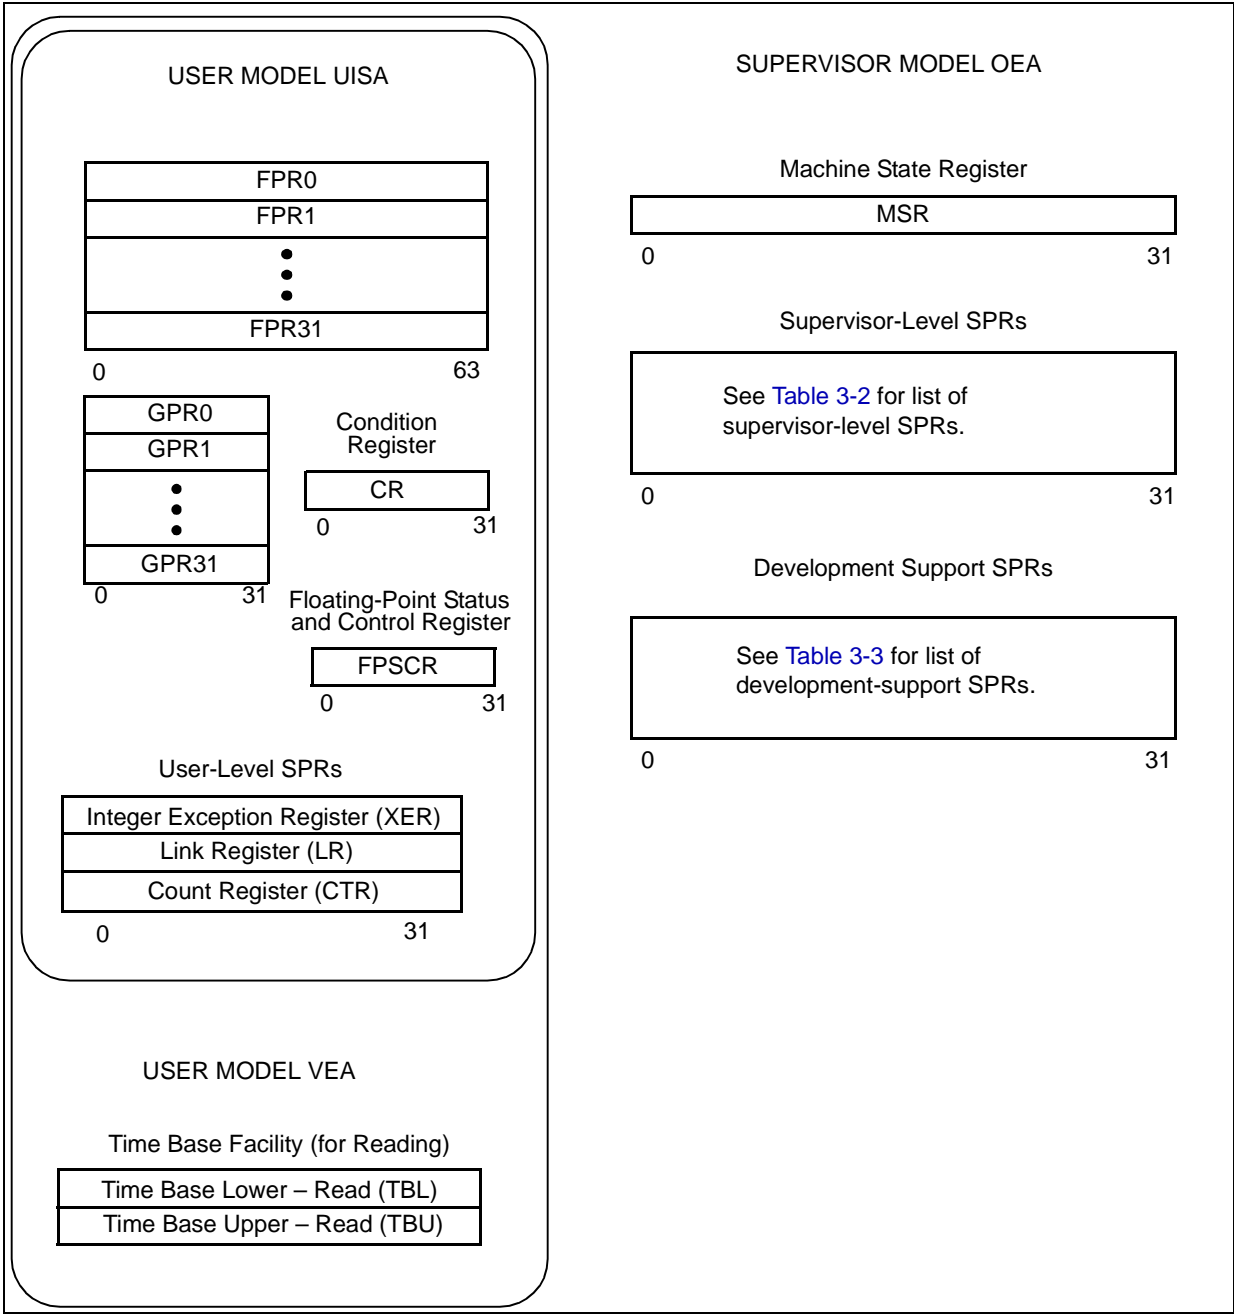 USER MODEL UISA
FPR0
FPR1
FPR31
0 63
GPR0
GPR1
GPR31
0 31
Condition
Register
CR
0 31
Floating-Point Status
and Control Register
FPSCR
0 31
User-Level SPRs
Integer Exception Register (XER)
Link Register (LR)
Count Register (CTR)
0 31
USER MODEL VEA
Time Base Facility (for Reading)
Time Base Lower – Read (TBL)
Time Base Upper – Read (TBU)
SUPERVISOR MODEL OEA
Machine State Register
MSR
0 31
Supervisor-Level SPRs
See Table 3-2 for list of
supervisor-level SPRs.
0 31
Development Support SPRs
See Table 3-3 for list of
development-support SPRs.
0 31